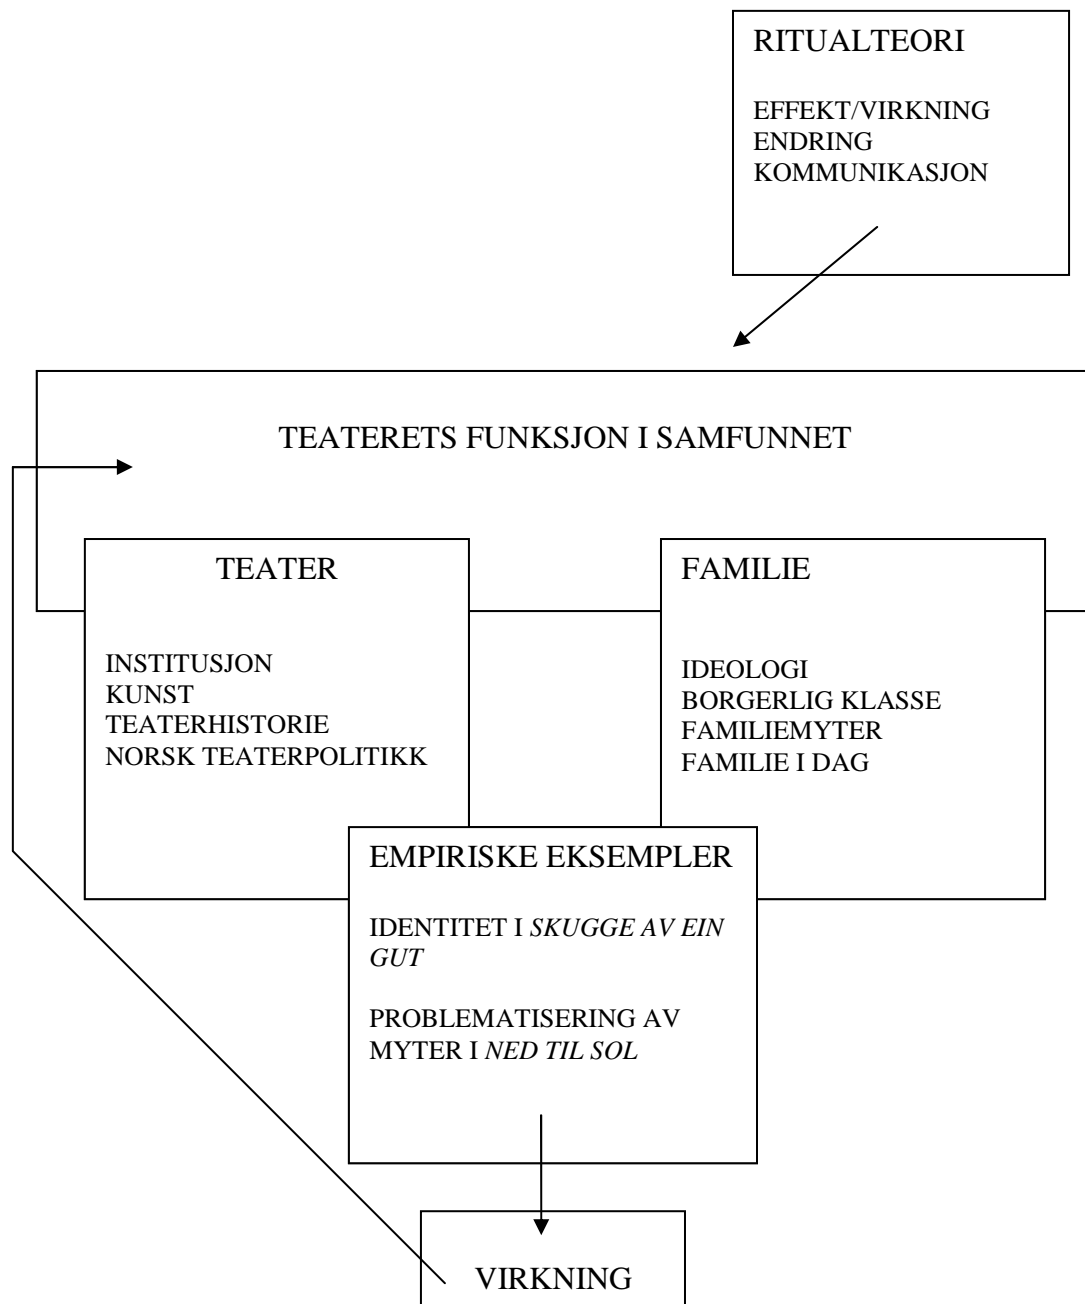 RITUALTEORI
EFFEKT/VIRKNING
ENDRING
KOMMUNIKASJON
TEATERETS FUNKSJON I SAMFUNNET
TEATER
INSTITUSJON
KUNST
TEATERHISTORIE
NORSK TEATERPOLITIKK
FAMILIE
IDEOLOGI
BORGERLIG KLASSE
FAMILIEMYTER
FAMILIE I DAG
EMPIRISKE EKSEMPLER
IDENTITET I SKUGGE AV EIN
GUT
PROBLEMATISERING AV
MYTER I NED TIL SOL
VIRKNING